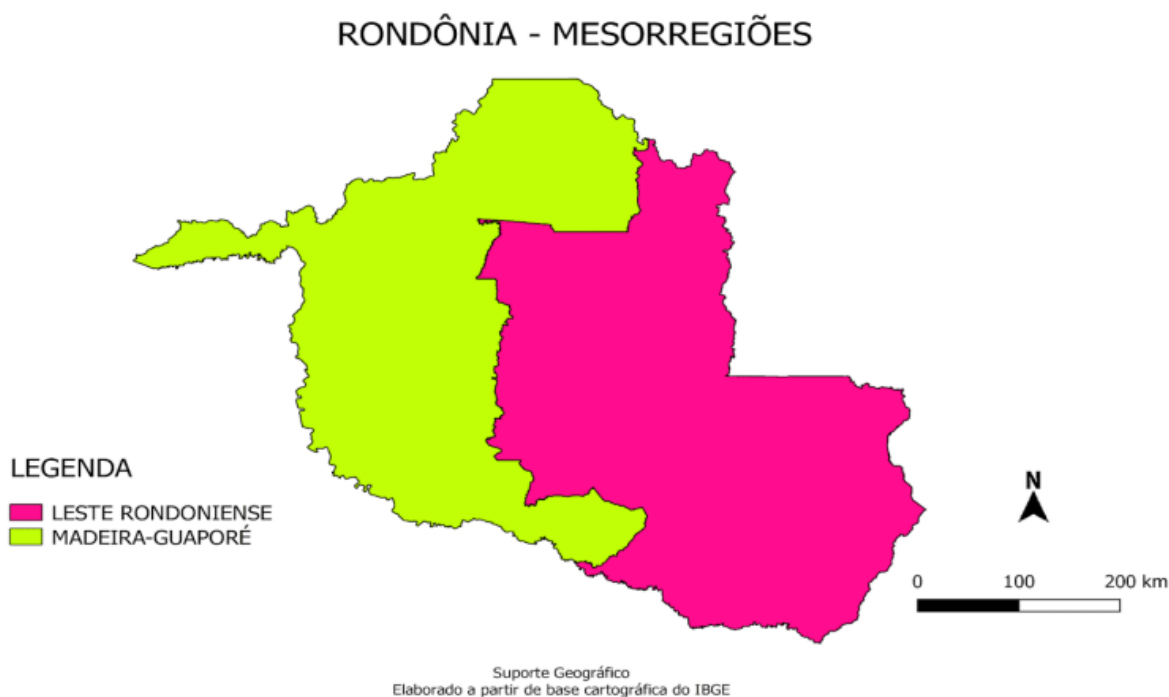 RONDÔNIA - MESORREGIÕES
LEGENDA
LESTE RONDONIENSE
MADEIRA-GUAPORÉ
N
0 100 200 km
Suporte Geográfico
Elaborado a partir de base cartográfica do IBGE